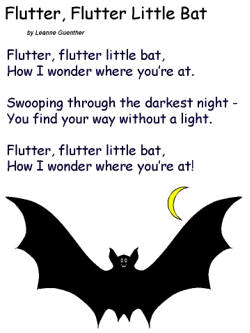 Flutter, Flutter Little Bat
by Leanne Guenther
Flutter, flutter little bat,
How I wonder where you're at.
Swooping through the darkest night -
You find your way without a light.
Flutter, flutter little bat,
How I wonder where you're at!